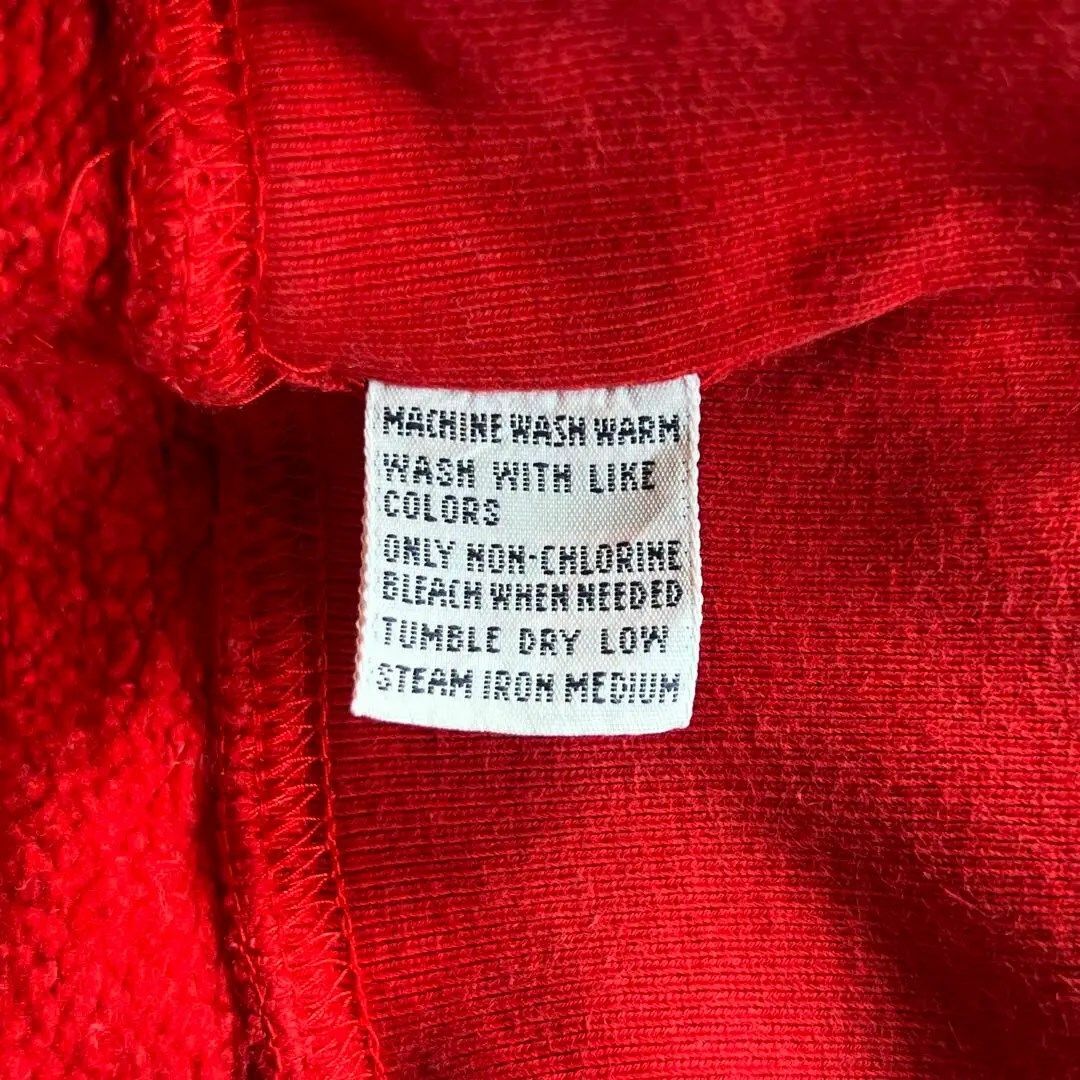 MACHINE WASH WARM
WASH WITH LIKE
COLORS
ONLY NON-CHLORINE
BLEACH WHEN NEEDED
TUMBLE DRY LOW
STEAM IRON MEDIUM